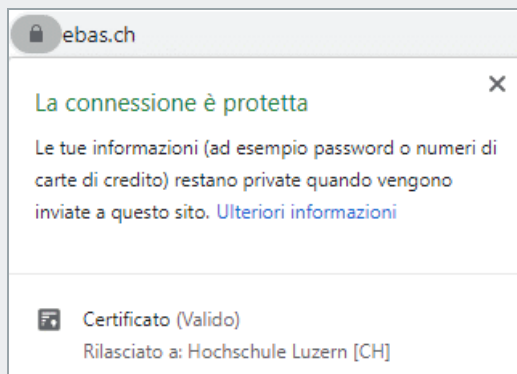 ebas.ch
La connessione è protetta
Le tue informazioni (ad esempio password o numeri di
carte di credito) restano private quando vengono
inviate a questo sito. Ulteriori informazioni
Certificato (Valido)
Rilasciato a: Hochschule Luzern [CH]